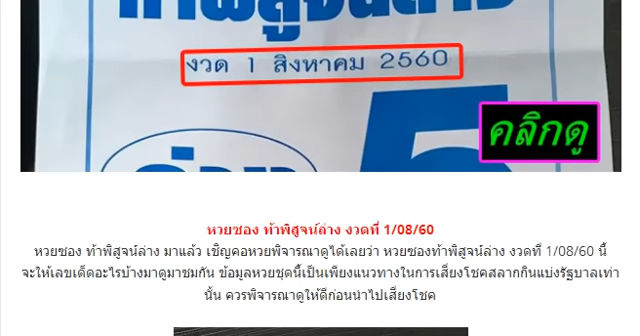 ท้าพิสูจน์ล่าง
งวด 1 สิงหาคม 2560
5
คลิกดู
หวยซอง ท้าพิสูจน์ล่าง งวดที่ 1/08/60
หวยซอง ท้าพิสูจน์ล่าง มาแล้ว เชิญคอหวยพิจารณาดูได้เลยว่า หวยซองท้าพิสูจน์ล่าง งวดที่ 1/08/60 นี้
จะให้เลขเด็ดอะไรบ้างมาดูมาชมกัน ข้อมูลหวยชุดนี้เป็นเพียงแนวทางในการเสี่ยงโชคสลากกินแบ่งรัฐบาลเท่า
นั้น ควรพิจารณาดูให้ดีก่อนนำไปเสี่ยงโชค